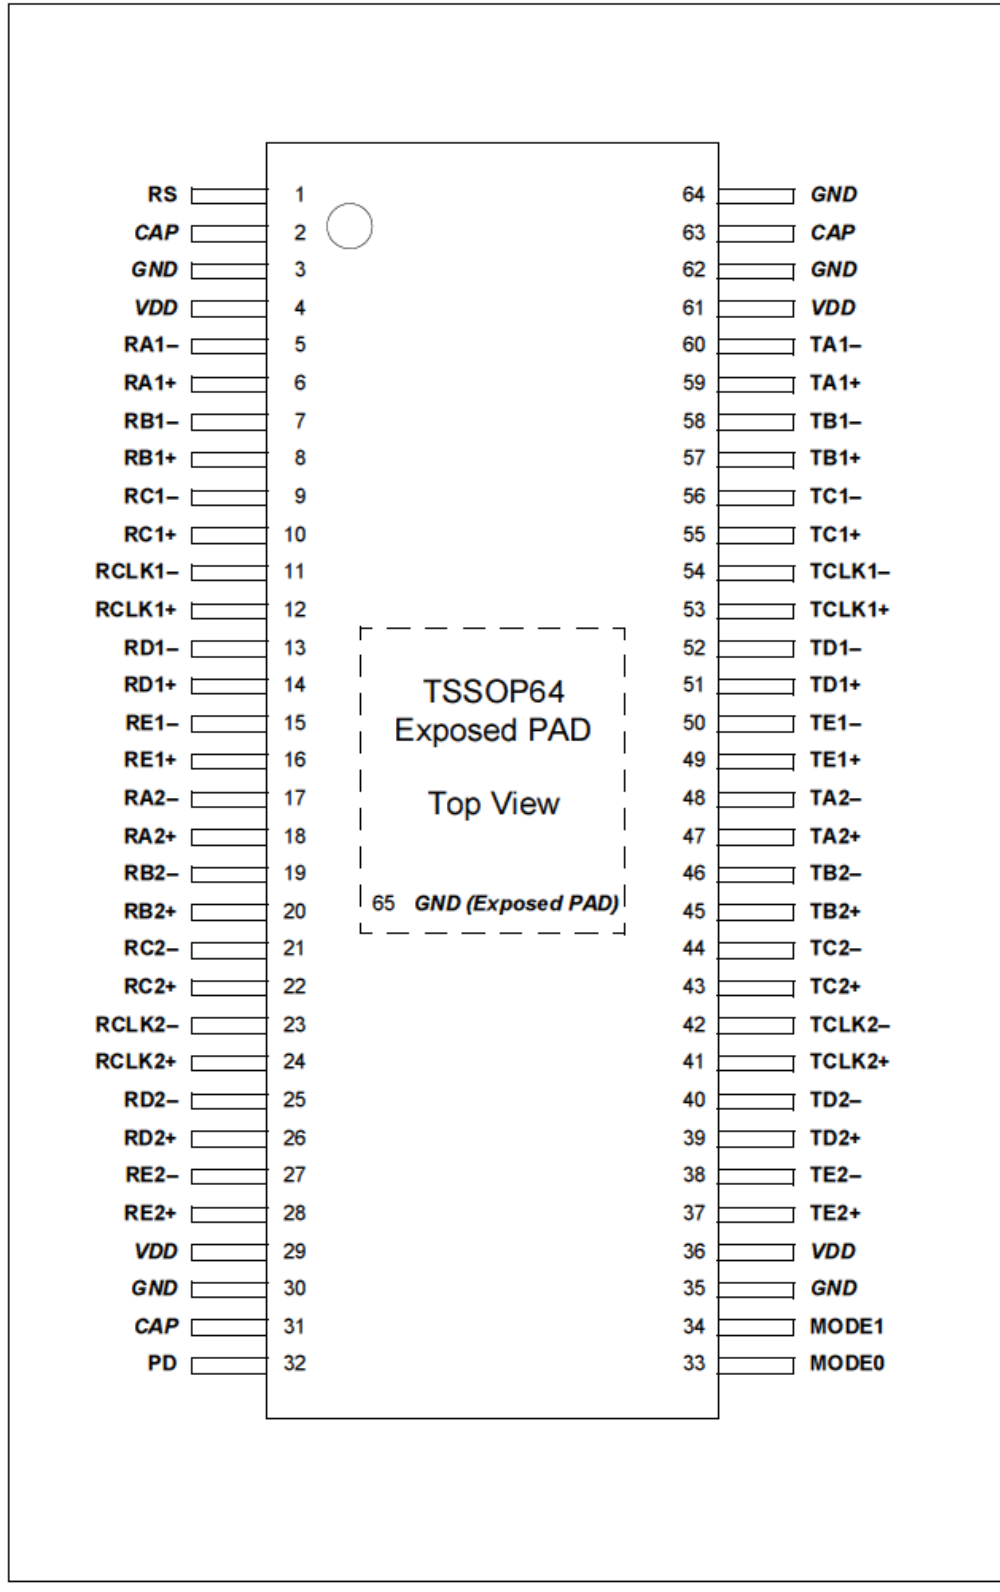 RS 1 64 GND
CAP 2 63 CAP
GND 3 62 GND
VDD 4 61 VDD
RA1– 5 60 TA1–
RA1+ 6 59 TA1+
RB1– 7 58 TB1–
RB1+ 8 57 TB1+
RC1– 9 56 TC1–
RC1+ 10 55 TC1+
RCLK1– 11 54 TCLK1–
RCLK1+ 12 53 TCLK1+
RD1– 13 52 TD1–
RD1+ 14 51 TD1+
RE1– 15 50 TE1–
RE1+ 16 49 TE1+
RA2– 17 48 TA2–
RA2+ 18 47 TA2+
RB2– 19 46 TB2–
RB2+ 20 45 TB2+
RC2– 21 44 TC2–
RC2+ 22 43 TC2+
RCLK2– 23 42 TCLK2–
RCLK2+ 24 41 TCLK2+
RD2– 25 40 TD2–
RD2+ 26 39 TD2+
RE2– 27 38 TE2–
RE2+ 28 37 TE2+
VDD 29 36 VDD
GND 30 35 GND
CAP 31 34 MODE1
PD 32 33 MODE0
TSSOP64
Exposed PAD
Top View
65 GND (Exposed PAD)